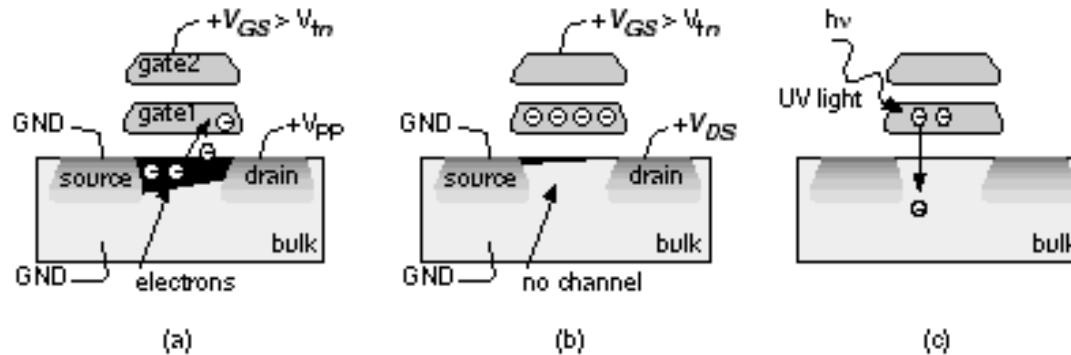 +VGS > Vtn
gate2
gate1
GND
+VPP
source
drain
bulk
GND
electrons
(a)
+VGS > Vtn
GND
+VDS
source
drain
bulk
GND
no channel
(b)
hν
UV light
bulk
(c)